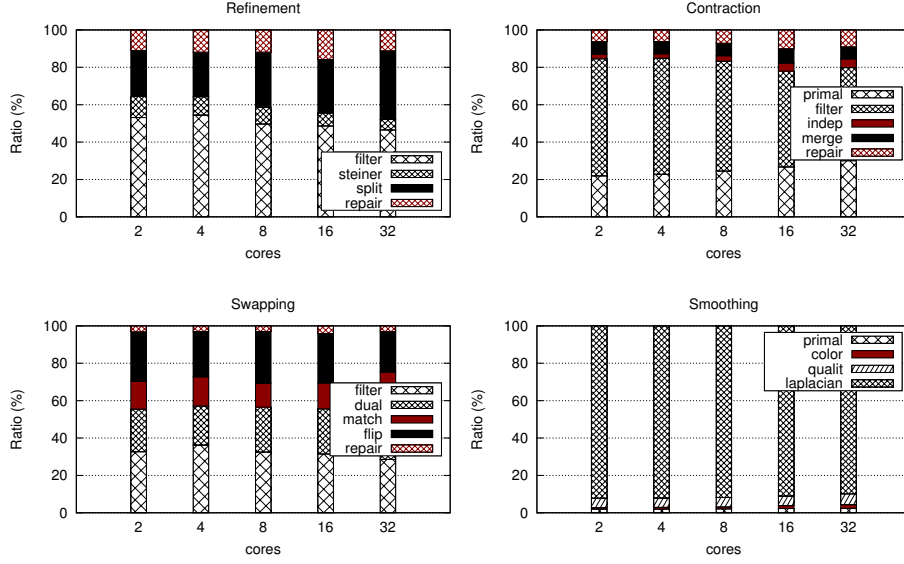 Refinement
Ratio (%)
100
80
60
40
20
0
filter
steiner
split
repair
2 4 8 16 32
cores
Contraction
Ratio (%)
100
80
60
40
20
0
primal
filter
indep
merge
repair
2 4 8 16 32
cores
Swapping
Ratio (%)
100
80
60
40
20
0
filter
dual
match
flip
repair
2 4 8 16 32
cores
Smoothing
Ratio (%)
100
80
60
40
20
0
primal
color
qualit
laplacian
2 4 8 16 32
cores